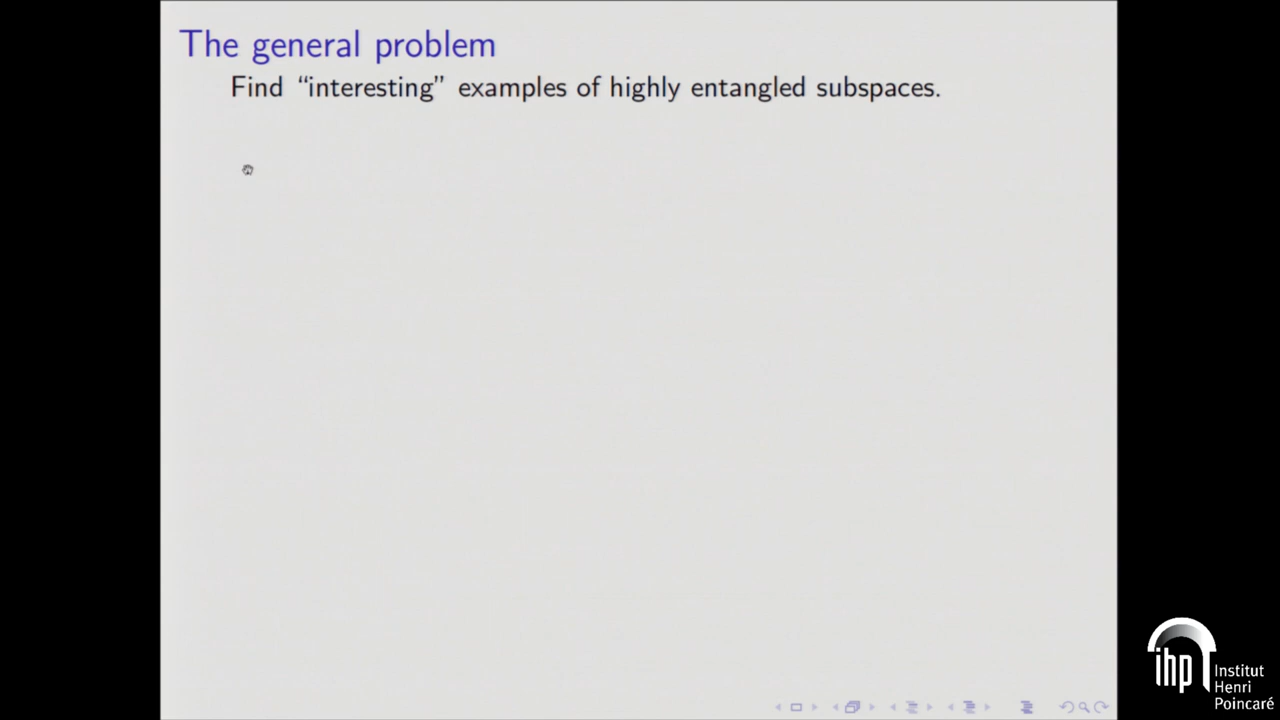 The general problem
Find “interesting” examples of highly entangled subspaces.
ihp
Institut
Henri
Poincaré